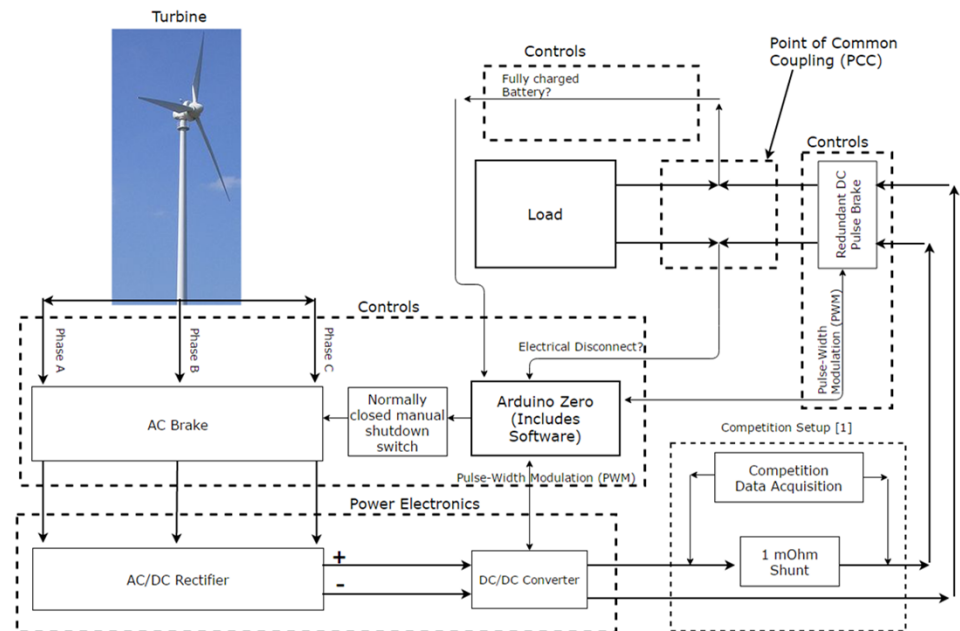 Turbine
Controls
Point of Common
Coupling (PCC)
Fully charged
Battery?
Controls
Load
Redundant DC
Pulse Brake
Controls
Phase A
Phase B
Phase C
Electrical Disconnect?
Pulse-Width
Modulation (PWM)
AC Brake
Normally
closed manual
shutdown
switch
Arduino Zero
(Includes
Software)
Competition Setup [1]
Competition
Data Acquisition
Pulse-Width Modulation (PWM)
Power Electronics
AC/DC Rectifier
+
-
DC/DC Converter
1 mOhm
Shunt